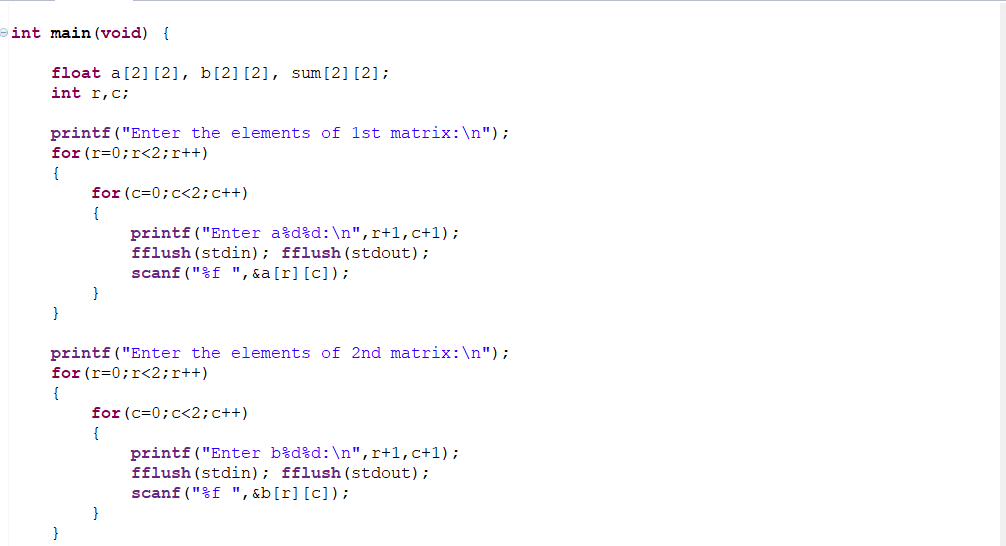 int main(void) {
float a[2][2], b[2][2], sum[2][2];
int r,c;
printf("Enter the elements of 1st matrix:\n");
for(r=0;r<2;r++)
{
for(c=0;c<2;c++)
{
printf("Enter a%d%d:\n",r+1,c+1);
fflush(stdin); fflush(stdout);
scanf("%f ",&a[r][c]);
}
}
printf("Enter the elements of 2nd matrix:\n");
for(r=0;r<2;r++)
{
for(c=0;c<2;c++)
{
printf("Enter b%d%d:\n",r+1,c+1);
fflush(stdin); fflush(stdout);
scanf("%f ",&b[r][c]);
}
}